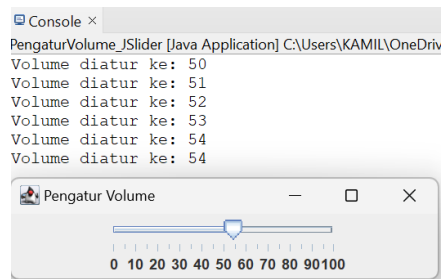 Console ×
PengaturVolume_JSlider [Java Application] C:\Users\KAMIL\OneDriv
Volume diatur ke: 50
Volume diatur ke: 51
Volume diatur ke: 52
Volume diatur ke: 53
Volume diatur ke: 54
Volume diatur ke: 54
Pengatur Volume
0 10 20 30 40 50 60 70 80 90100